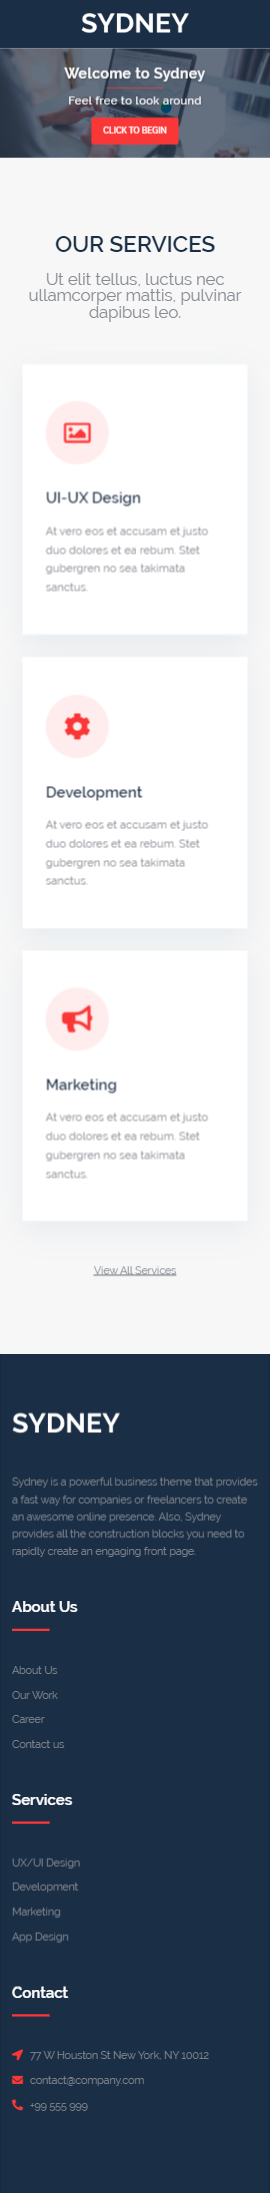 SYDNEY
Welcome to Sydney
Feel free to look around
CLICK TO BEGIN
OUR SERVICES
Ut elit tellus, luctus nec
ullamcorper mattis, pulvinar
dapibus leo.
UI-UX Design
At vero eos et accusam et justo
duo dolores et ea rebum. Stet
gubergren no sea takimata
sanctus.
Development
At vero eos et accusam et justo
duo dolores et ea rebum. Stet
gubergren no sea takimata
sanctus.
Marketing
At vero eos et accusam et justo
duo dolores et ea rebum. Stet
gubergren no sea takimata
sanctus.
View All Services
SYDNEY
Sydney is a powerful business theme that provides
a fast way for companies or freelancers to create
an awesome online presence. Also, Sydney
provides all the construction blocks you need to
rapidly create an engaging front page.
About Us
About Us
Our Work
Career
Contact us
Services
UX/UI Design
Development
Marketing
App Design
Contact
77 W Houston St New York, NY 10012
contact@company.com
+99 555 999